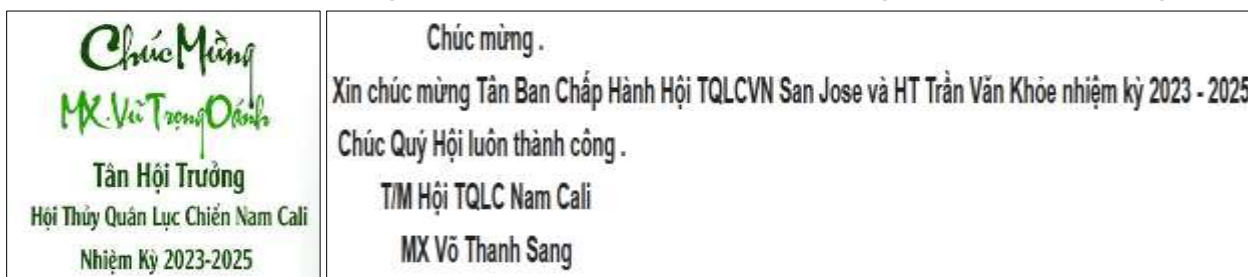 Chúc Mừng
MX. Vũ Trọng Oánh
Tân Hội Trưởng
Hội Thủy Quân Lục Chiến Nam Cali
Nhiệm Kỳ 2023-2025
Chúc mừng .
Xin chúc mừng Tân Ban Chấp Hành Hội TQLCVN San Jose và HT Trần Văn Khỏe nhiệm kỳ 2023 - 2025
Chúc Quý Hội luôn thành công .
T/M Hội TQLC Nam Cali
MX Võ Thanh Sang